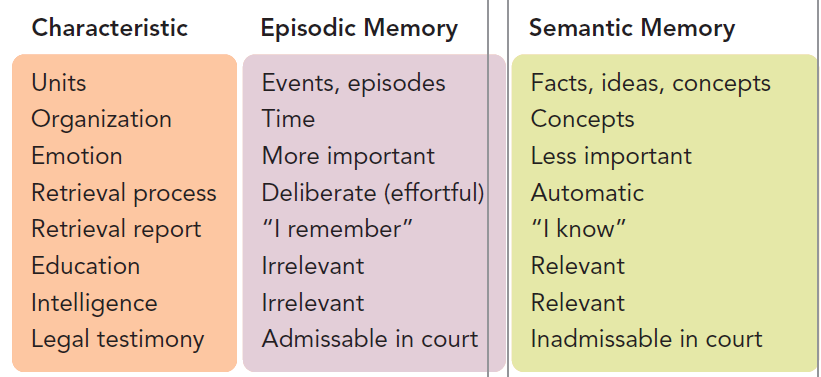 Characteristic Episodic Memory Semantic Memory
Units Events, episodes Facts, ideas, concepts
Organization Time Concepts
Emotion More important Less important
Retrieval process Deliberate (effortful) Automatic
Retrieval report “I remember” “I know”
Education Irrelevant Relevant
Intelligence Irrelevant Relevant
Legal testimony Admissable in court Inadmissable in court